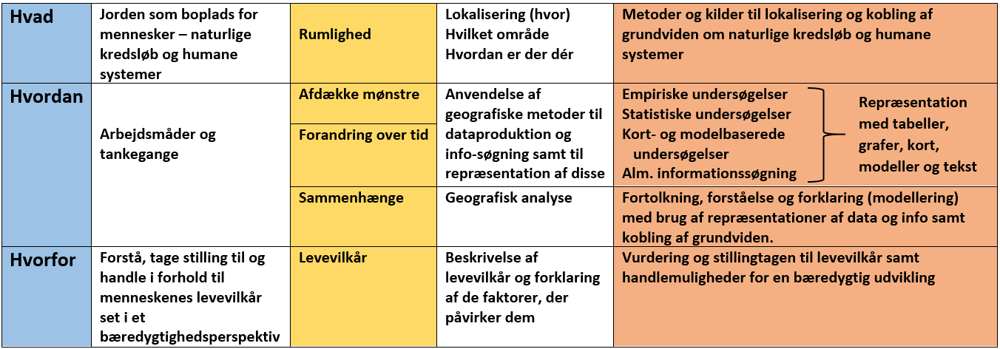 Hvad
Jorden som boplads for
mennesker – naturlige
kredsløb og humane
systemer
Rumlighed
Lokalisering (hvor)
Hvilket område
Hvordan er der dér
Metoder og kilder til lokalisering og kobling af
grundviden om naturlige kredsløb og humane
systemer
Hvordan
Arbejdsmåder og
tankegange
Afdække mønstre
Forandring over tid
Anvendelse af
geografiske metoder til
dataproduktion og
info-søgning samt til
repræsentation af disse
Empiriske undersøgelser
Statistiske undersøgelser
Kort- og modelbaserede
undersøgelser
Alm. informationssøgning
Repræsentation
med tabeller,
grafer, kort,
modeller og tekst
Sammenhænge
Geografisk analyse
Fortolkning, forståelse og forklaring (modellering)
med brug af repræsentationer af data og info samt
kobling af grundviden.
Hvorfor
Forstå, tage stilling til og
handle i forhold til
menneskenes levevilkår
set i et
bæredygtighedsperspektiv
Levevilkår
Beskrivelse af
levevilkår og forklaring
af de faktorer, der
påvirker dem
Vurdering og stillingtagen til levevilkår samt
handlemuligheder for en bæredygtig udvikling